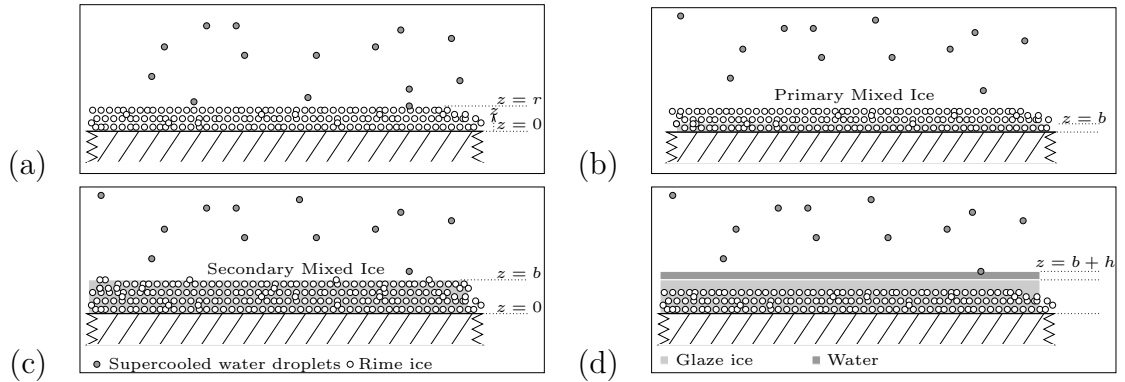 z = r
z
z = 0
(a)
Primary Mixed Ice
z = b
(b)
Secondary Mixed Ice
z = b
z = 0
Supercooled water droplets Rime ice
(c)
z = b + h
Glaze ice Water
(d)